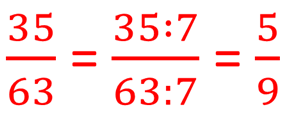 35/63 = 35:7/63:7 = 5/9